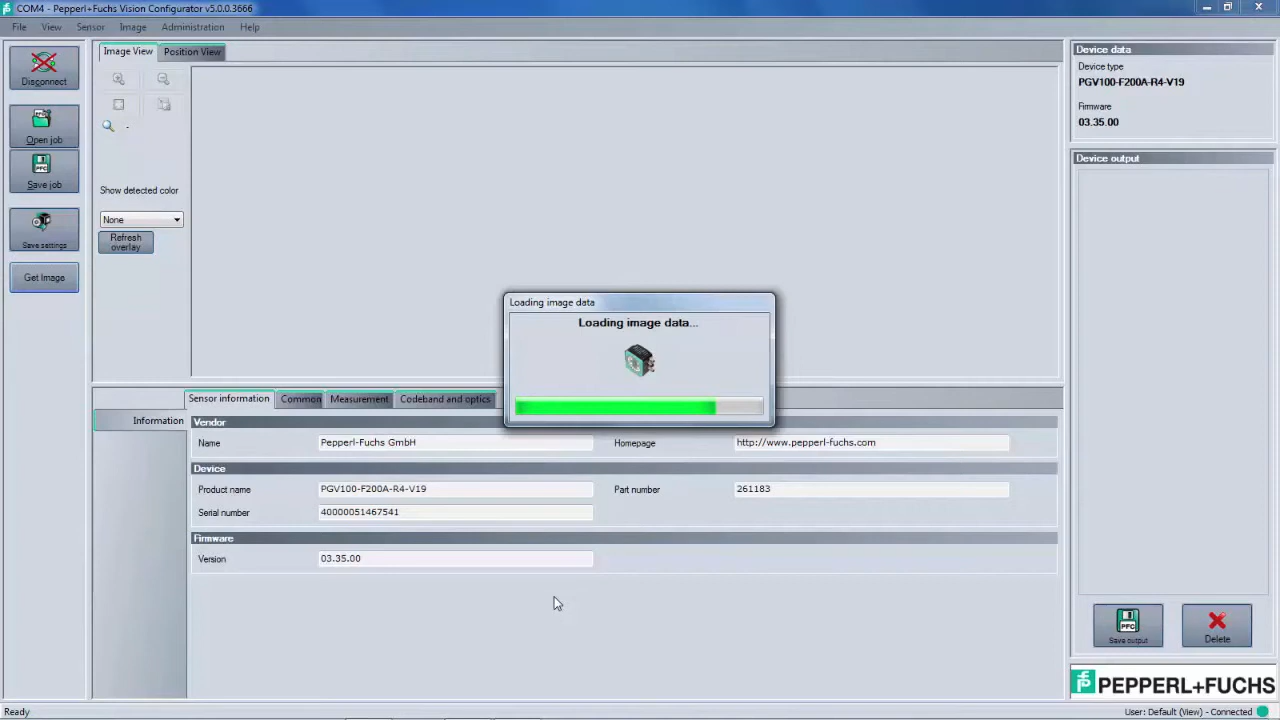 COM4 - Pepperl+Fuchs Vision Configurator v5.0.0.3666
File View Sensor Image Administration Help
Disconnect
Open job
PFC
Save job
Save settings
Get Image
Image View Position View
-
Show detected color
None
Refresh
overlay
Loading image data
Loading image data...
Sensor information Common Measurement Codeband and optics
Information
Vendor
Name Pepperl-Fuchs GmbH Homepage http://www.pepperl-fuchs.com
Device
Product name PGV100-F200A-R4-V19 Part number 261183
Serial number 40000051467541
Firmware
Version 03.35.00
Device data
Device type
PGV100-F200A-R4-V19
Firmware
03.35.00
Device output
PFC
Save output
Delete
PEPPERL+FUCHS
Ready
User: Default (View) - Connected